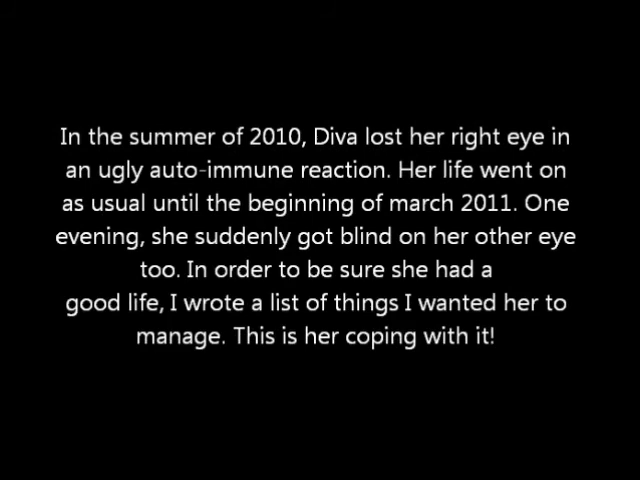 In the summer of 2010, Diva lost her right eye in
an ugly auto-immune reaction. Her life went on
as usual until the beginning of march 2011. One
evening, she suddenly got blind on her other eye
too. In order to be sure she had a
good life, I wrote a list of things I wanted her to
manage. This is her coping with it!